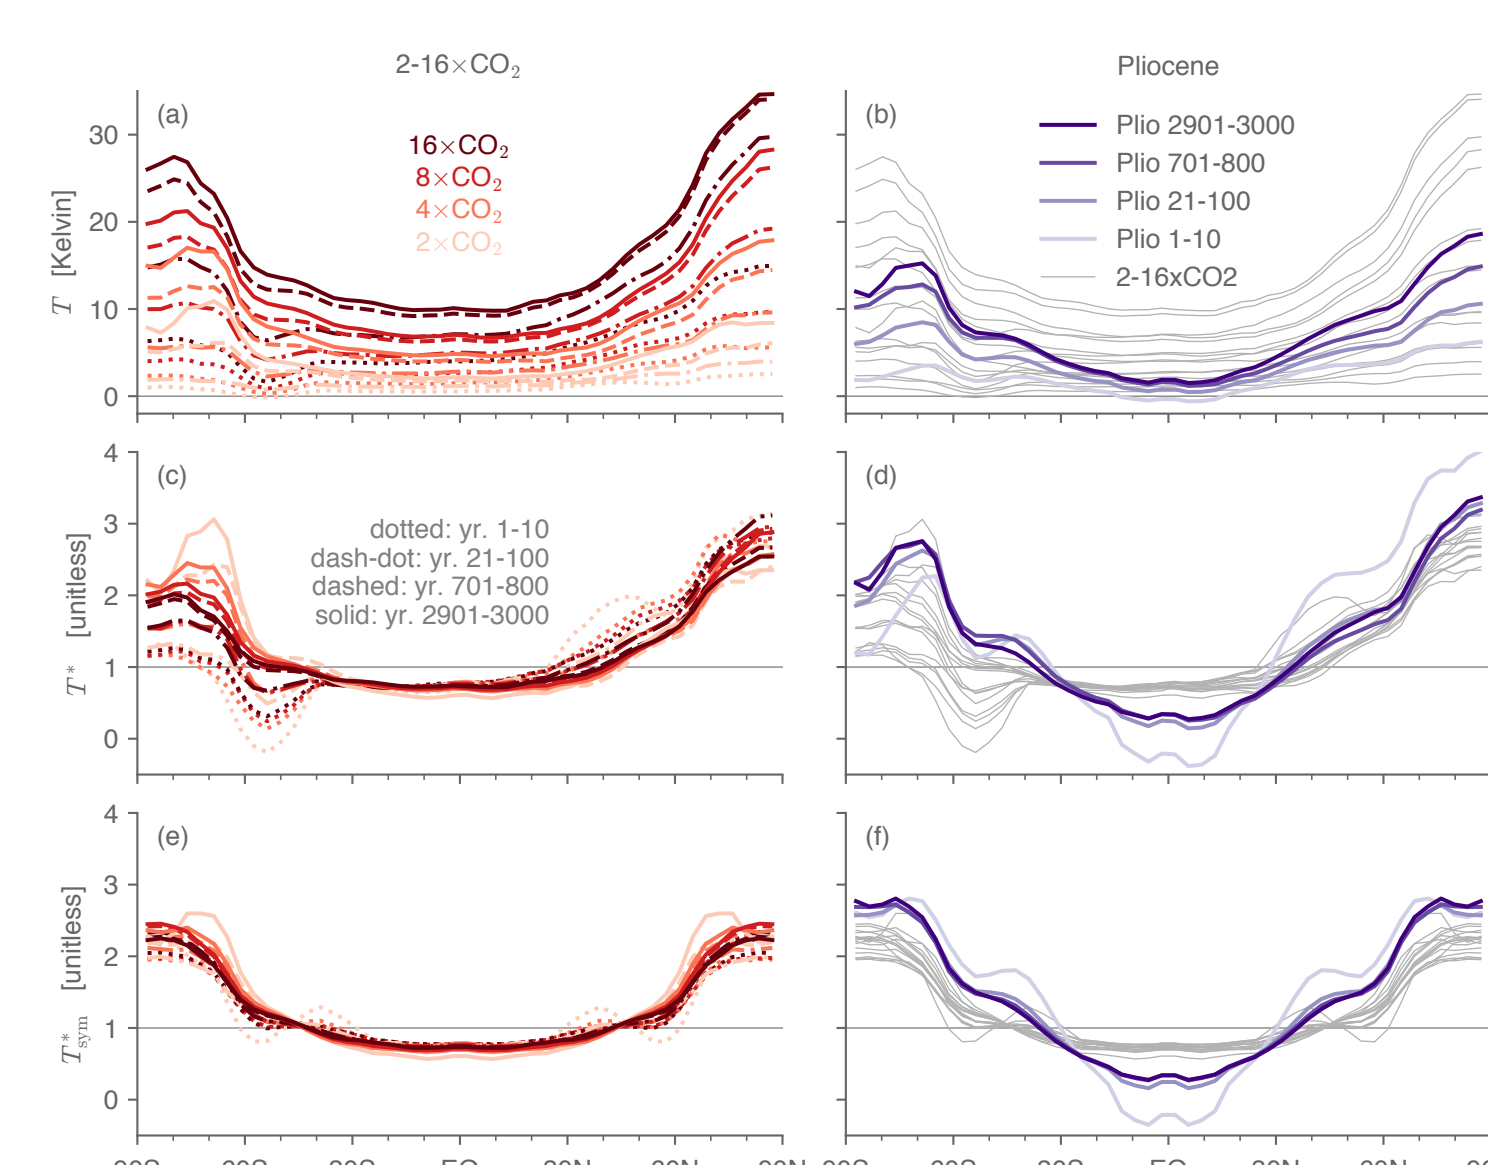 2-16×CO₂
Pliocene
(a)
16×CO₂
8×CO₂
4×CO₂
2×CO₂
T [Kelvin]
30
20
10
0
(b)
Plio 2901-3000
Plio 701-800
Plio 21-100
Plio 1-10
2-16xCO2
(c)
dotted: yr. 1-10
dash-dot: yr. 21-100
dashed: yr. 701-800
solid: yr. 2901-3000
T* [unitless]
4
3
2
1
0
(d)
(e)
T*sym [unitless]
4
3
2
1
0
(f)